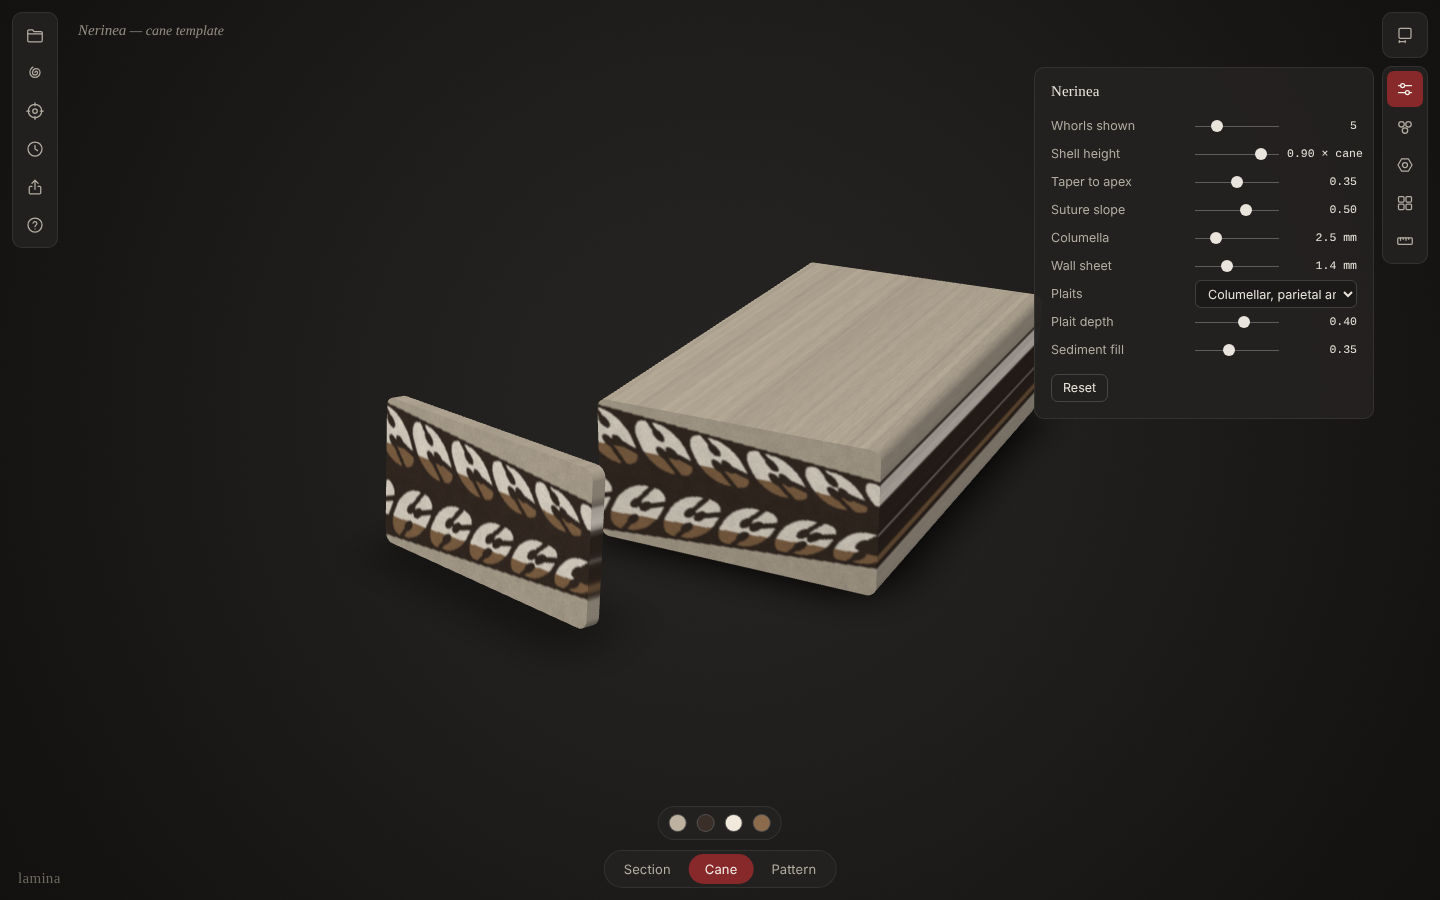 Nerinea — cane template
Nerinea
Whorls shown 5
Shell height 0.90 × cane
Taper to apex 0.35
Suture slope 0.50
Columella 2.5 mm
Wall sheet 1.4 mm
Plaits Columellar, parietal
Plait depth 0.40
Sediment fill 0.35
Reset
Section Cane Pattern
lamina